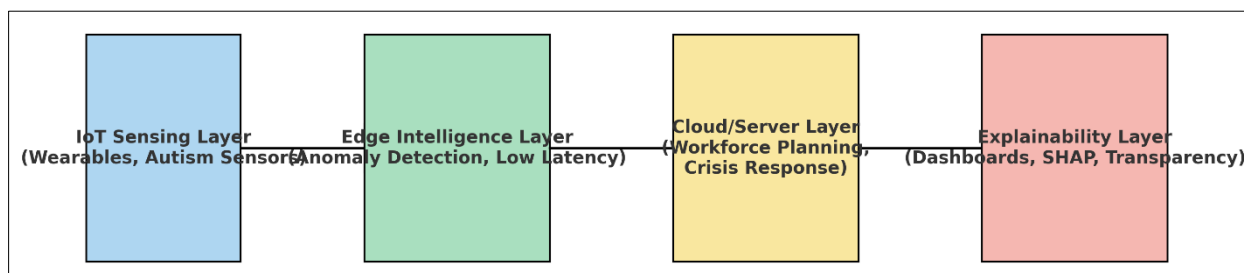 IoT Sensing Layer
(Wearables, Autism Sensors)
Edge Intelligence Layer
(Anomaly Detection, Low Latency)
Cloud/Server Layer
(Workforce Planning,
Crisis Response)
Explainability Layer
(Dashboards, SHAP, Transparency)